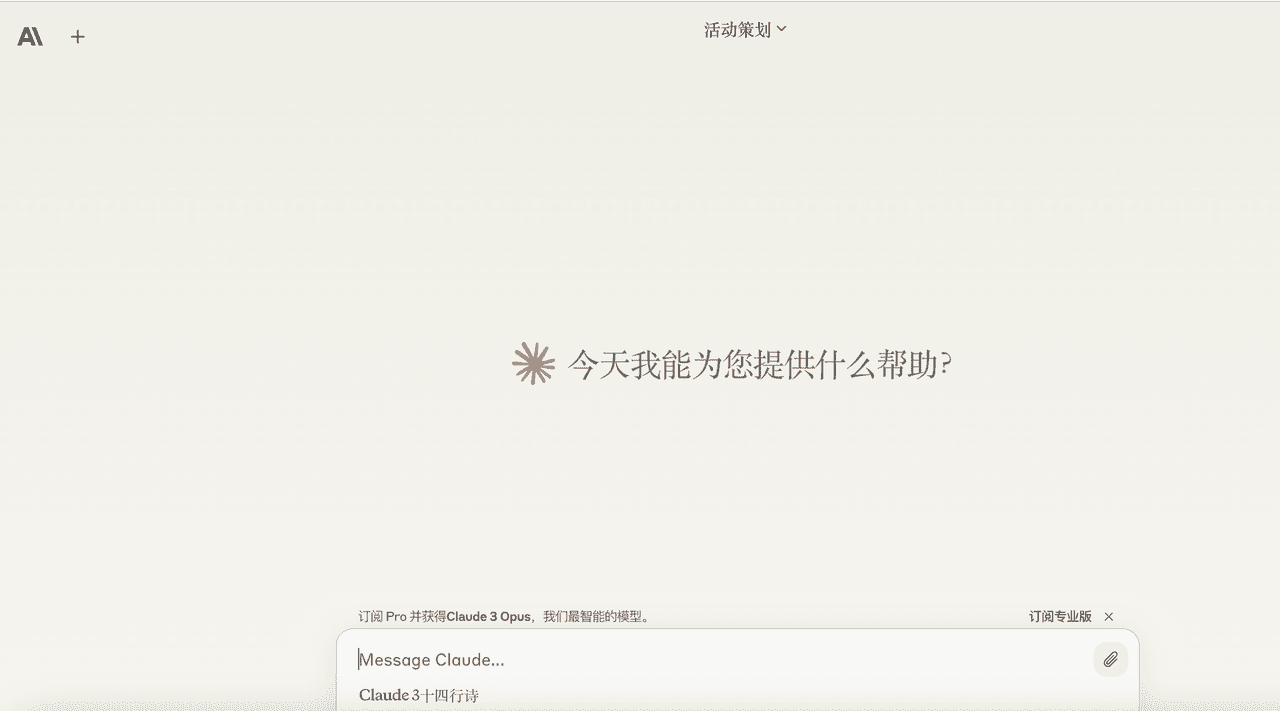 活动策划
今天我能为您提供什么帮助?
订阅 Pro 并获得Claude 3 Opus，我们最智能的模型。
订阅专业版
Message Claude...
Claude 3十四行诗